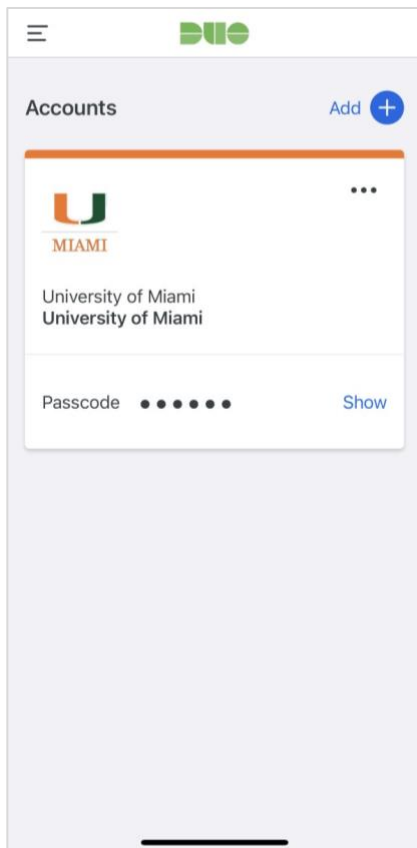 DUO
Accounts
Add
U
MIAMI
University of Miami
University of Miami
Passcode ●●●●●● Show